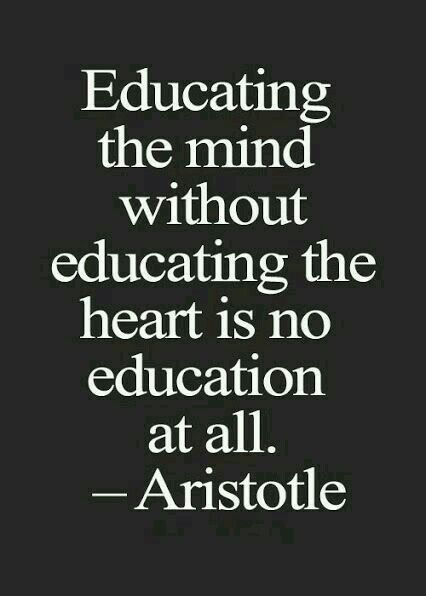 Educating
the mind
without
educating the
heart is no
education
at all.
– Aristotle